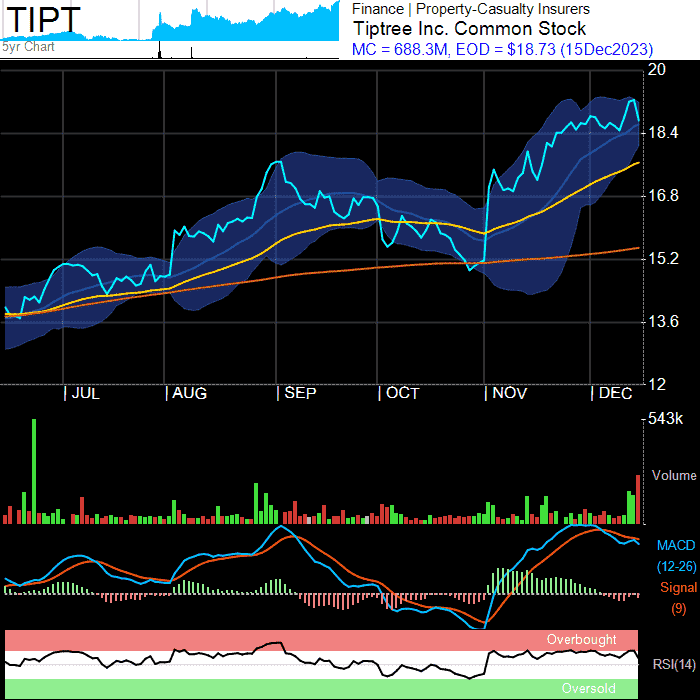 TIPT
5yr Chart
Finance | Property-Casualty Insurers
Tiptree Inc. Common Stock
MC = 688.3M, EOD = $18.73 (15Dec2023)
20
18.4
16.8
15.2
13.6
12
| JUL | AUG | SEP | OCT | NOV | DEC
543k
Volume
MACD
(12-26)
Signal
(9)
Overbought
RSI(14)
Oversold